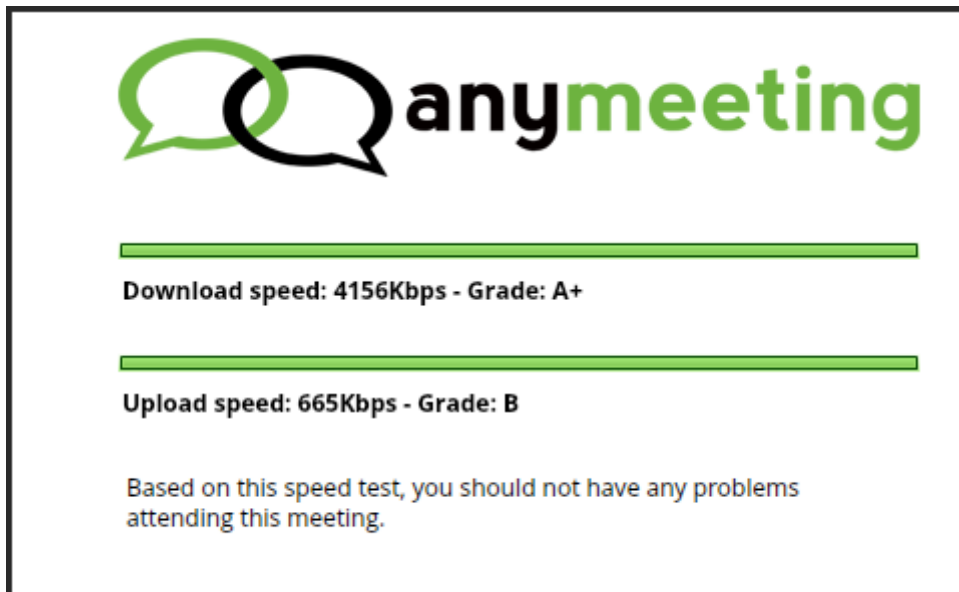 anymeeting
Download speed: 4156Kbps - Grade: A+
Upload speed: 665Kbps - Grade: B
Based on this speed test, you should not have any problems
attending this meeting.